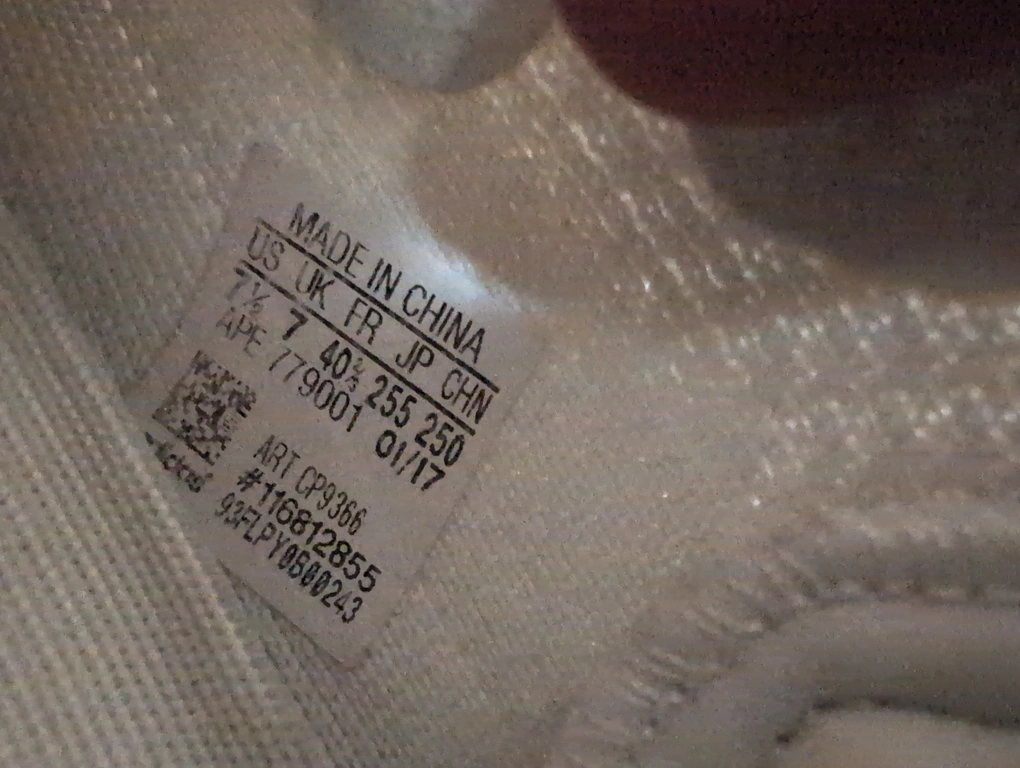 MADE IN CHINA
US UK FR JP CHN
7½ 7 40⅔ 255 250
APE 779001 01/17
ART CP9366
#116812855
93FLPY0B00243